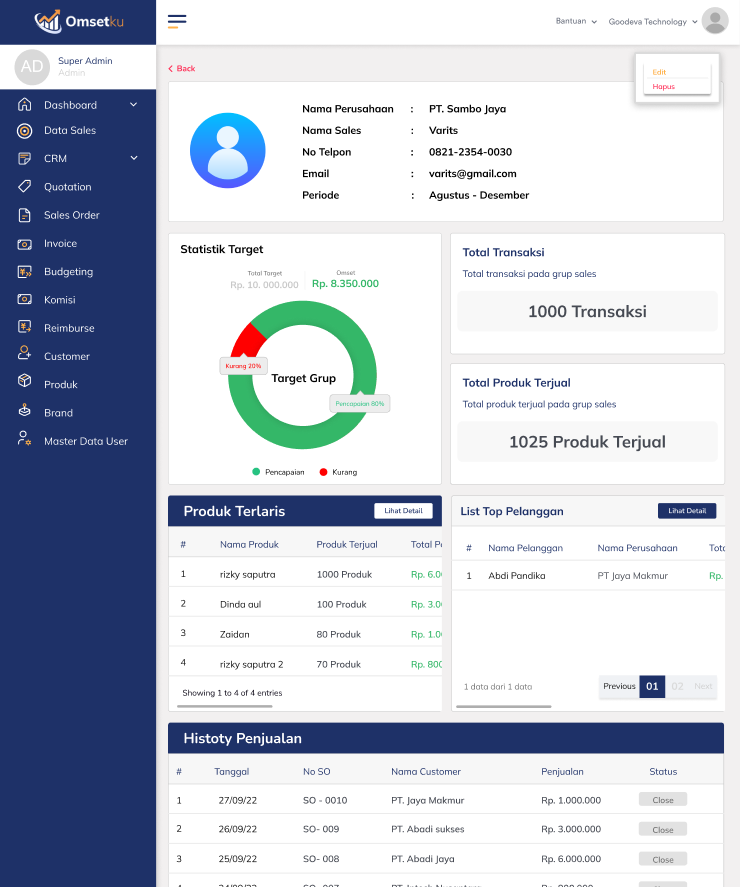 Omsetku
Bantuan
Goodeva Technology
AD
Super Admin
Admin
Dashboard
Data Sales
CRM
Quotation
Sales Order
Invoice
Budgeting
Komisi
Reimburse
Customer
Produk
Brand
Master Data User
Back
Edit
Hapus
Nama Perusahaan : PT. Sambo Jaya
Nama Sales : Varits
No Telpon : 0821-2354-0030
Email : varits@gmail.com
Periode : Agustus - Desember
Statistik Target
Total Target
Rp. 10. 000.000
Omset
Rp. 8.350.000
Kurang 20%
Target Grup
Pencapaian 80%
Pencapaian
Kurang
Total Transaksi
Total transaksi pada grup sales
1000 Transaksi
Total Produk Terjual
Total produk terjual pada grup sales
1025 Produk Terjual
Produk Terlaris
Lihat Detail
# Nama Produk Produk Terjual Total
1 rizky saputra 1000 Produk Rp. 6.0
2 Dinda aul 100 Produk Rp. 3.0
3 Zaidan 80 Produk Rp. 1.0
4 rizky saputra 2 70 Produk Rp. 800
Showing 1 to 4 of 4 entries
List Top Pelanggan
Lihat Detail
# Nama Pelanggan Nama Perusahaan
1 Abdi Pandika PT Jaya Makmur Rp.
1 data dari 1 data
Previous 01 02 Next
Histoty Penjualan
# Tanggal No SO Nama Customer Penjualan Status
1 27/09/22 SO - 0010 PT. Jaya Makmur Rp. 1.000.000 Close
2 26/09/22 SO- 009 PT. Abadi sukses Rp. 3.000.000 Close
3 25/09/22 SO- 008 PT. Abadi Jaya Rp. 6.000.000 Close